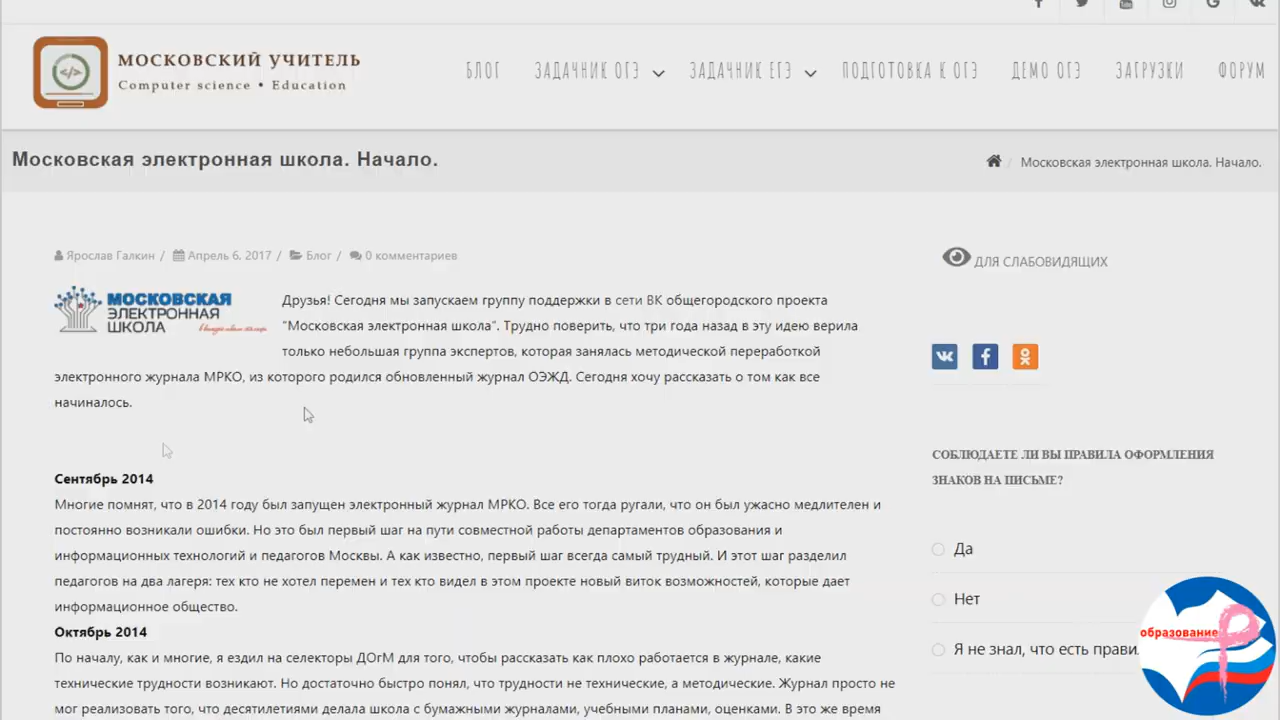 МОСКОВСКИЙ УЧИТЕЛЬ
Computer science • Education
БЛОГ ЗАДАЧНИК ОГЭ ЗАДАЧНИК ЕГЭ ПОДГОТОВКА К ОГЭ ДЕМО ОГЭ ЗАГРУЗКИ ФОРУМ
Московская электронная школа. Начало.
/ Московская электронная школа. Начало.
Ярослав Галкин / Апрель 6, 2017 / Блог / 0 комментариев
ДЛЯ СЛАБОВИДЯЩИХ
МОСКОВСКАЯ
ЭЛЕКТРОННАЯ
ШКОЛА
Друзья! Сегодня мы запускаем группу поддержки в сети ВК общегородского проекта
"Московская электронная школа". Трудно поверить, что три года назад в эту идею верила
только небольшая группа экспертов, которая занялась методической переработкой
электронного журнала МРКО, из которого родился обновленный журнал ОЭЖД. Сегодня хочу рассказать о том как все
начиналось.
Сентябрь 2014
Многие помнят, что в 2014 году был запущен электронный журнал МРКО. Все его тогда ругали, что он был ужасно медлителен и
постоянно возникали ошибки. Но это был первый шаг на пути совместной работы департаментов образования и
информационных технологий и педагогов Москвы. А как известно, первый шаг всегда самый трудный. И этот шаг разделил
педагогов на два лагеря: тех кто не хотел перемен и тех кто видел в этом проекте новый виток возможностей, которые дает
информационное общество.
Октябрь 2014
По началу, как и многие, я ездил на селекторы ДОгМ для того, чтобы рассказать как плохо работается в журнале, какие
технические трудности возникают. Но достаточно быстро понял, что трудности не технические, а методические. Журнал просто не
мог реализовать того, что десятилетиями делала школа с бумажными журналами, учебными планами, оценками. В это же время
СОБЛЮДАЕТЕ ЛИ ВЫ ПРАВИЛА ОФОРМЛЕНИЯ
ЗНАКОВ НА ПИСЬМЕ?
Да
Нет
Я не знал, что есть прави
образование